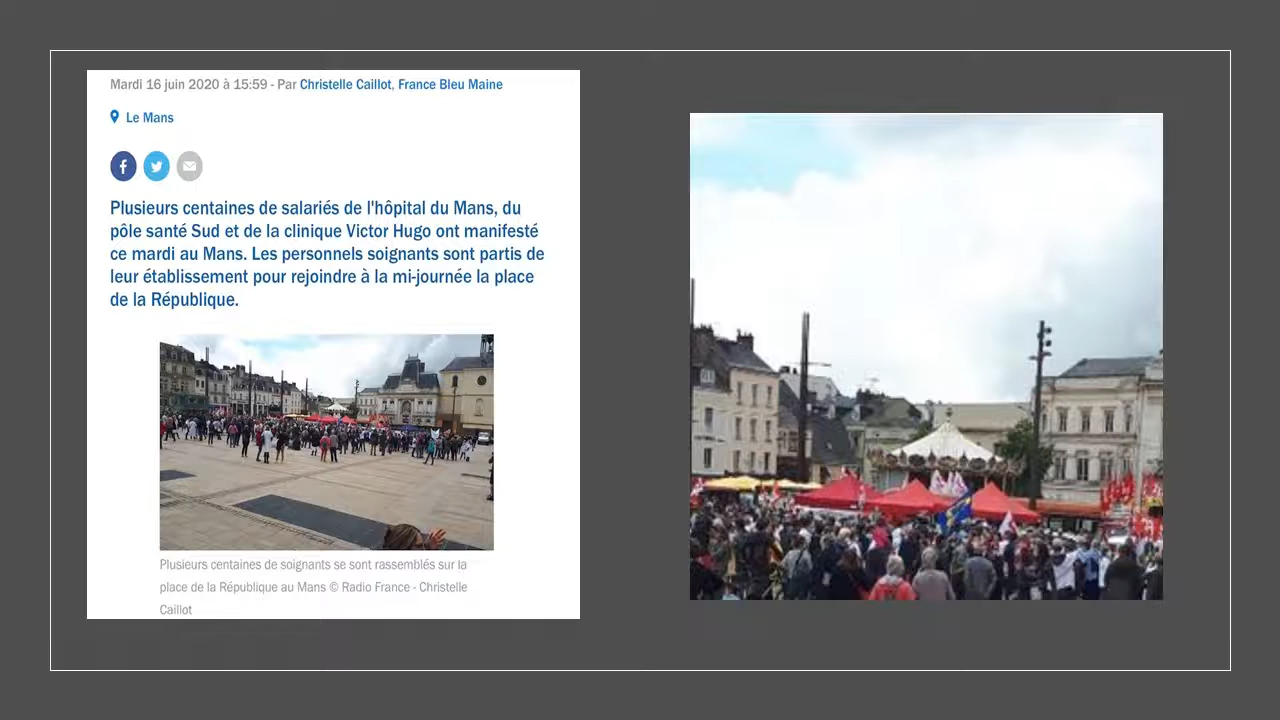 Mardi 16 juin 2020 à 15:59 - Par Christelle Caillot, France Bleu Maine
Le Mans
Plusieurs centaines de salariés de l'hôpital du Mans, du
pôle santé Sud et de la clinique Victor Hugo ont manifesté
ce mardi au Mans. Les personnels soignants sont partis de
leur établissement pour rejoindre à la mi-journée la place
de la République.
Plusieurs centaines de soignants se sont rassemblés sur la
place de la République au Mans © Radio France - Christelle
Caillot